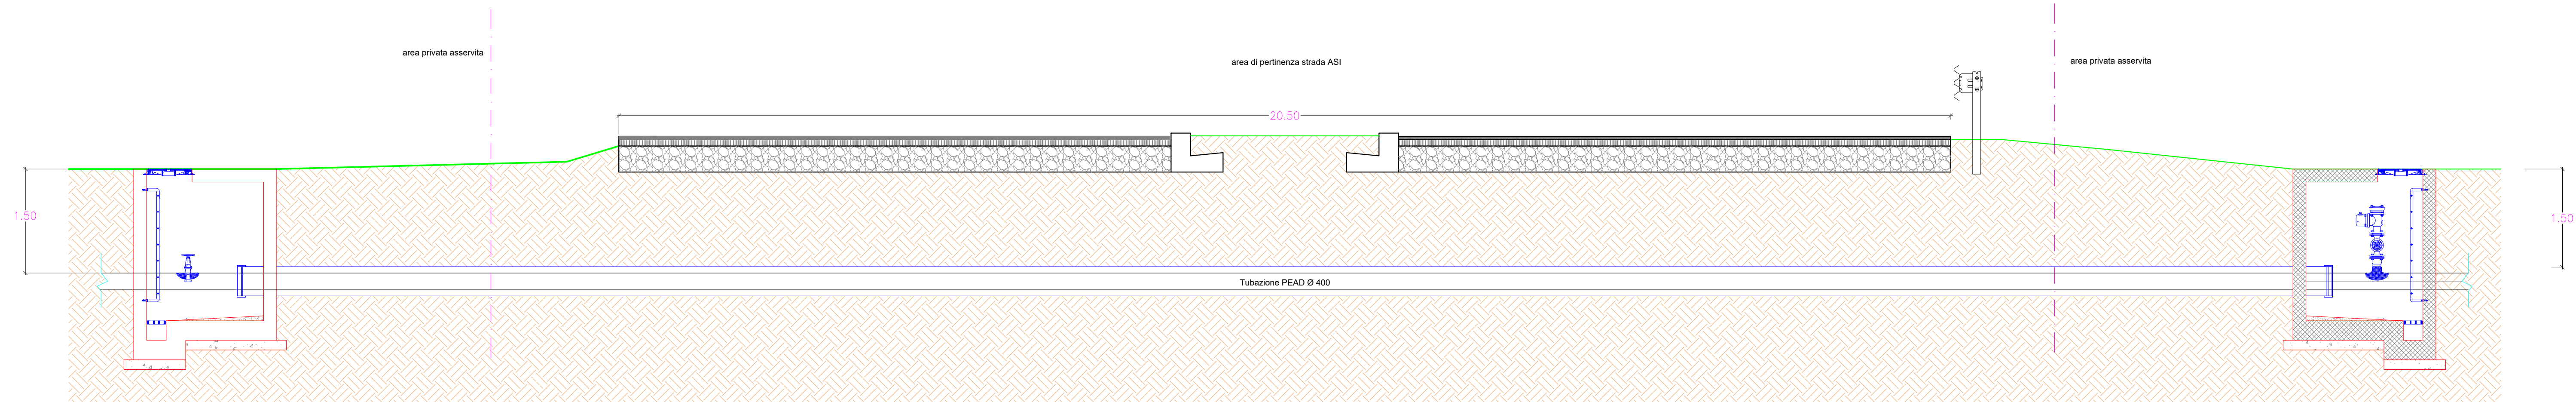 area privata asservita
area di pertinenza strada ASI
area privata asservita
20.50
1.50
1.50
Tubazione PEAD Ø 400